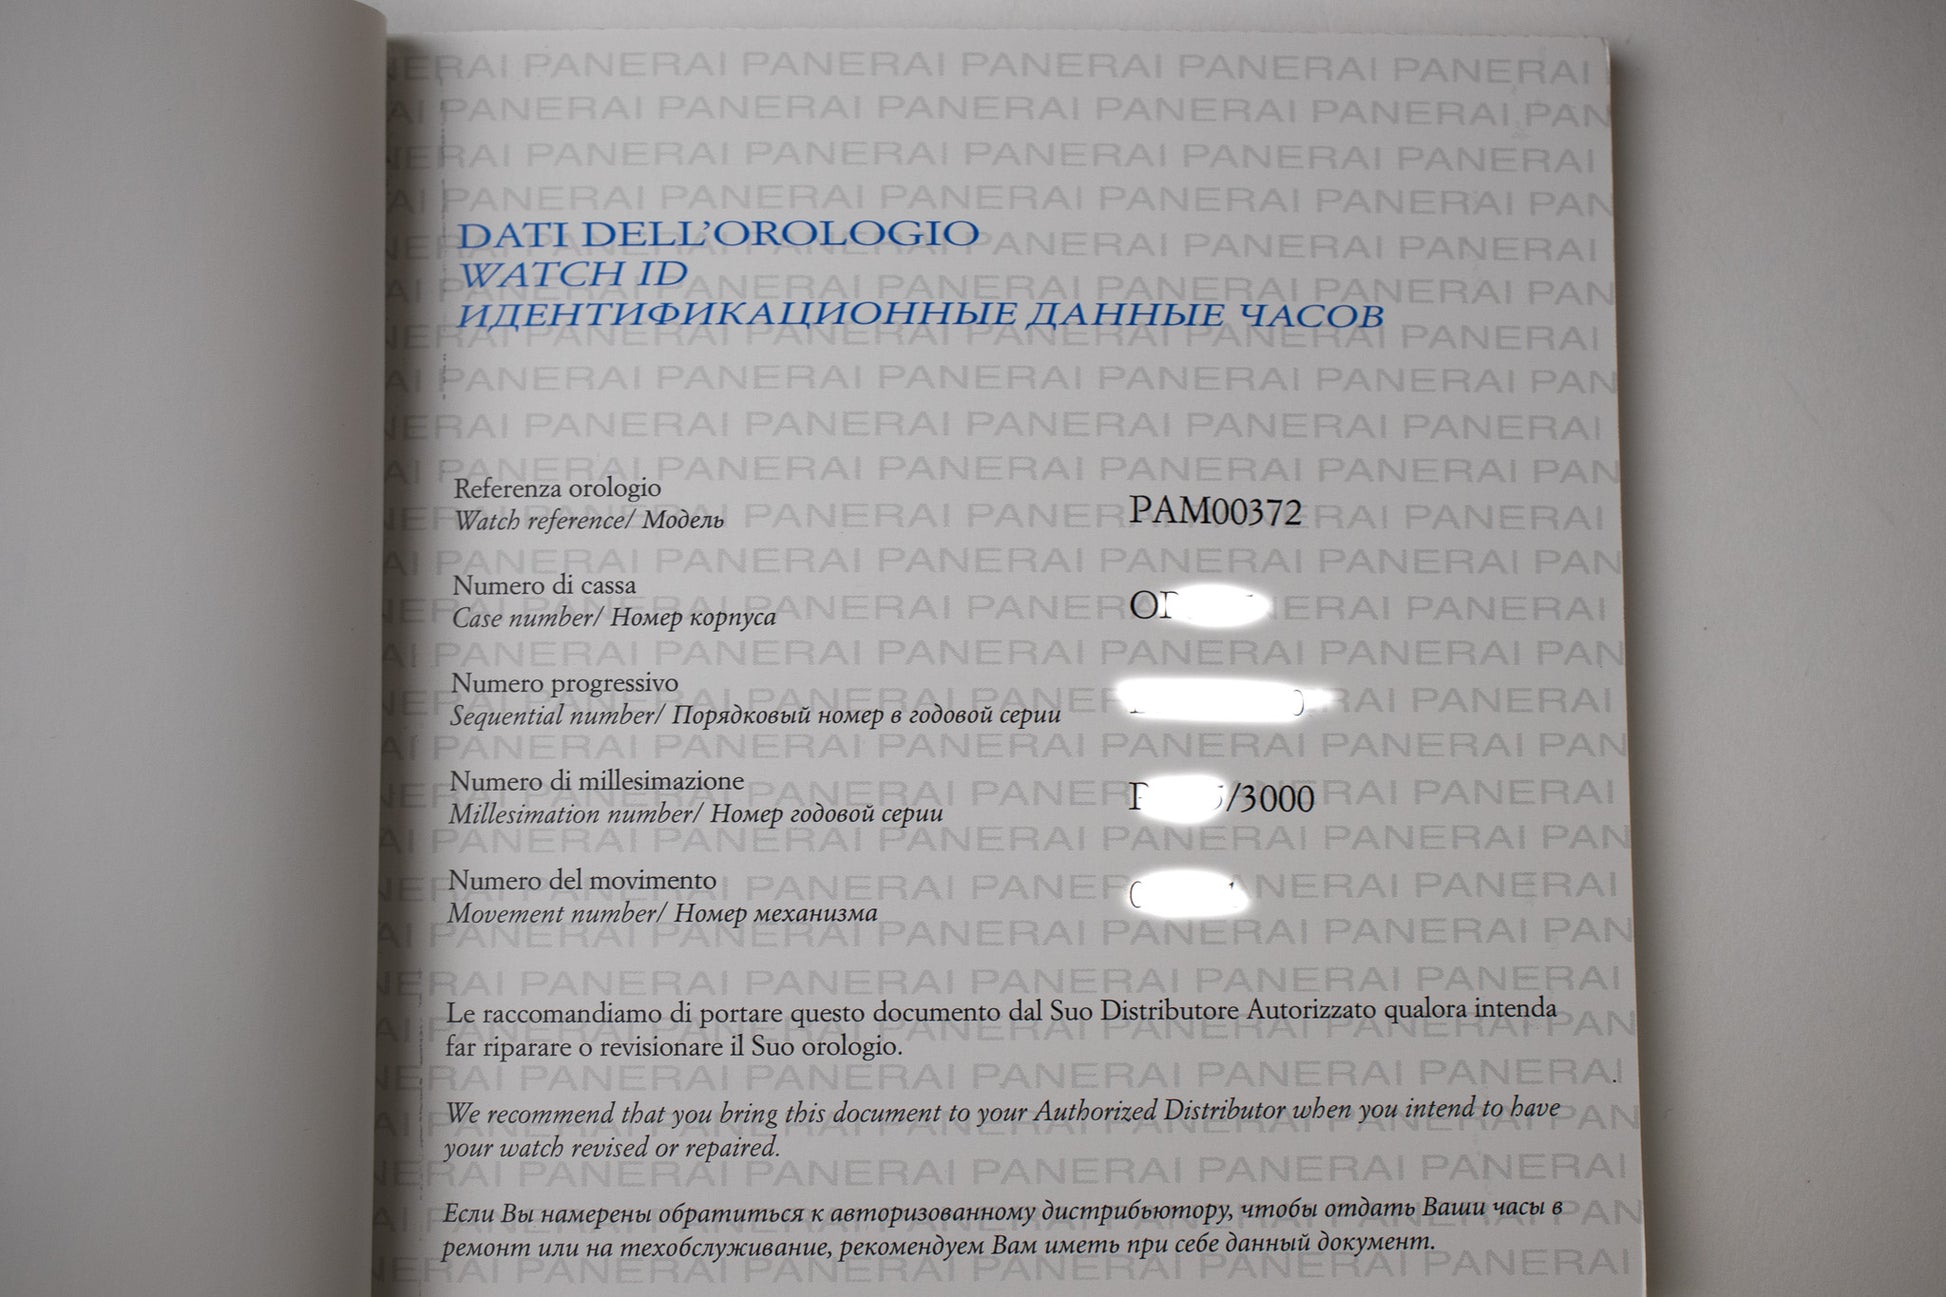 PANERAI PANERAI PANERAI PANERAI PANERAI
DATI DELL'OROLOGIO
WATCH ID
ИДЕНТИФИКАЦИОННЫЕ ДАННЫЕ ЧАСОВ
Referenza orologio
Watch reference/ Модель
PAM00372
Numero di cassa
Case number/ Номер корпуса
Numero progressivo
Sequential number/ Порядковый номер в годовой серии
Numero di millesimazione
Millesimation number/ Номер годовой серии
/3000
Numero del movimento
Movement number/ Номер механизма
Le raccomandiamo di portare questo documento dal Suo Distributore Autorizzato qualora intenda
far riparare o revisionare il Suo orologio.
We recommend that you bring this document to your Authorized Distributor when you intend to have
your watch revised or repaired.
Если Вы намерены обратиться к авторизованному дистрибьютору, чтобы отдать Ваши часы в
ремонт или на техобслуживание, рекомендуем Вам иметь при себе данный документ.